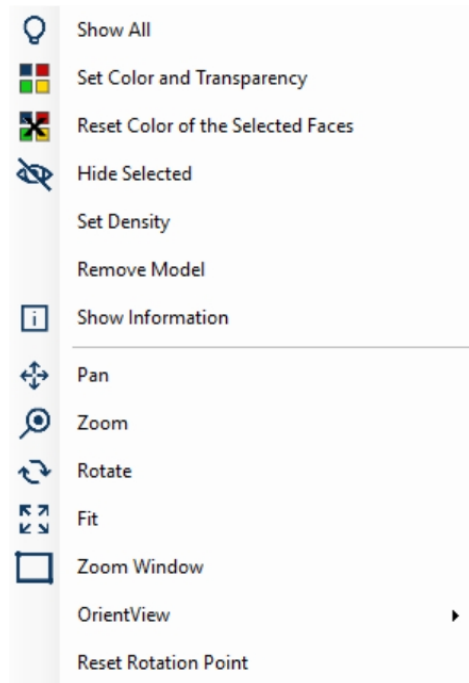 Show All
Set Color and Transparency
Reset Color of the Selected Faces
Hide Selected
Set Density
Remove Model
Show Information
Pan
Zoom
Rotate
Fit
Zoom Window
OrientView
Reset Rotation Point